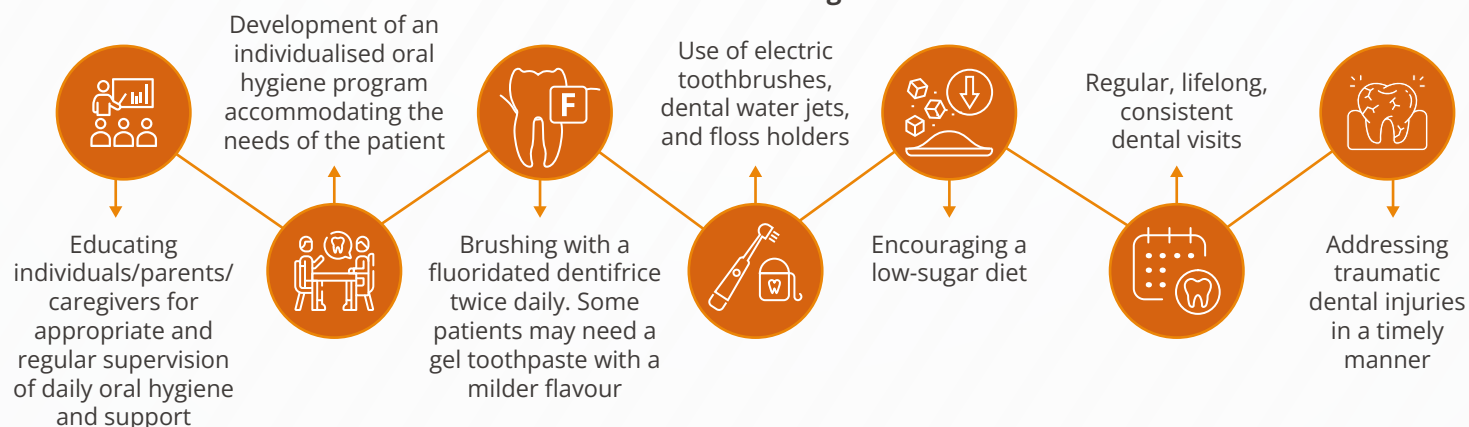 Educating
individuals/parents/
caregivers for
appropriate and
regular supervision
of daily oral hygiene
and support
Development of an
individualised oral
hygiene program
accommodating the
needs of the patient
F
Brushing with a
fluoridated dentifrice
twice daily. Some
patients may need a
gel toothpaste with a
milder flavour
Use of electric
toothbrushes,
dental water jets,
and floss holders
Encouraging a
low-sugar diet
Regular, lifelong,
consistent
dental visits
Addressing
traumatic
dental injuries
in a timely
manner